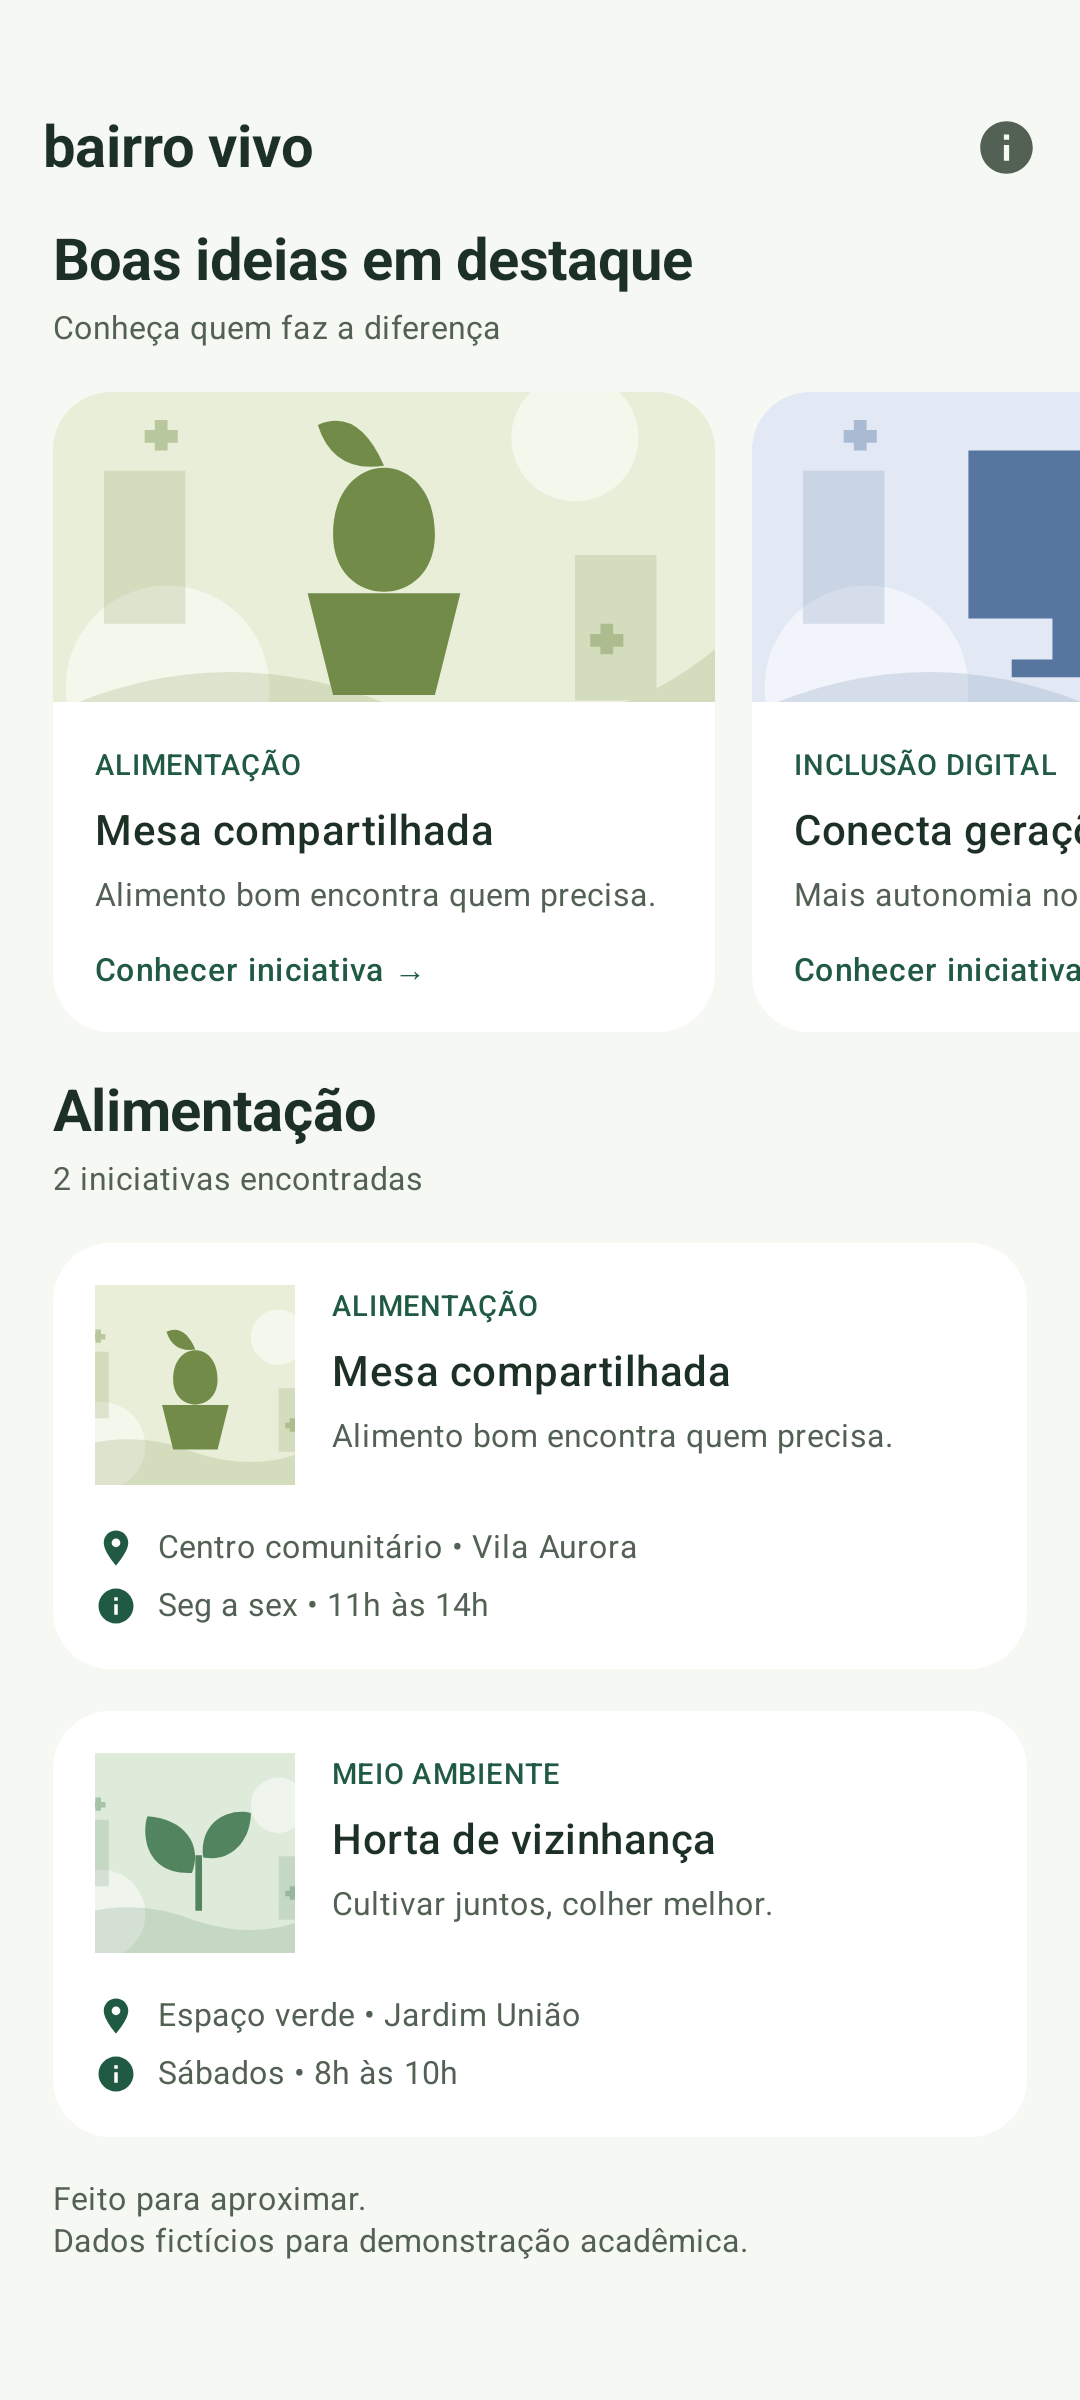 bairro vivo
Boas ideias em destaque
Conheça quem faz a diferença
ALIMENTAÇÃO
Mesa compartilhada
Alimento bom encontra quem precisa.
Conhecer iniciativa →
INCLUSÃO DIGITAL
Conecta
Mais autonomia no
Conhecer iniciativa
Alimentação
2 iniciativas encontradas
ALIMENTAÇÃO
Mesa compartilhada
Alimento bom encontra quem precisa.
Centro comunitário • Vila Aurora
Seg a sex • 11h às 14h
MEIO AMBIENTE
Horta de vizinhança
Cultivar juntos, colher melhor.
Espaço verde • Jardim União
Sábados • 8h às 10h
Feito para aproximar.
Dados fictícios para demonstração acadêmica.